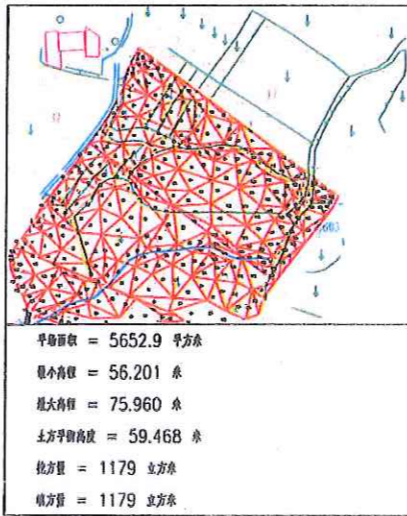 平场面积 = 5652.9 平方米
最小高程 = 56.201 米
最大高程 = 75.960 米
土方平衡高度 = 59.468 米
挖方量 = 1179 立方米
填方量 = 1179 立方米